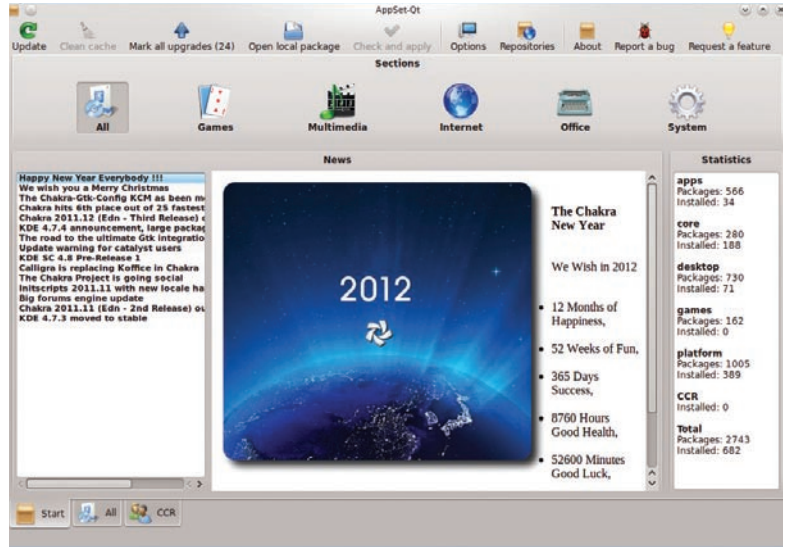 AppSet-Qt
Update
Clean cache
Mark all upgrades (24)
Open local package
Check and apply
Options
Repositories
About
Report a bug
Request a feature
Sections
All
Games
Multimedia
Internet
Office
System
News
Happy New Year Everybody !!!
We wish you a Merry Christmas
The Chakra-Gtk-Config KCM as been m
Chakra hits 6th place out of 25 fastest
Chakra 2011.12 (Edn - Third Release)
KDE 4.7.4 announcement, large packag
The road to the ultimate Gtk integratio
Update warning for catalyst users
KDE SC 4.8 Pre-Release 1
Calligra is replacing Koffice in Chakra
The Chakra Project is going social
Initscripts 2011.11 with new locale ha
Big forums engine update
Chakra 2011.11 (Edn - 2nd Release) ou
KDE 4.7.3 moved to stable
2012
The Chakra
New Year
We Wish in 2012
• 12 Months of
Happiness,
• 52 Weeks of Fun,
• 365 Days
Success,
• 8760 Hours
Good Health,
• 52600 Minutes
Good Luck,
Statistics
apps
Packages: 566
Installed: 34
core
Packages: 280
Installed: 188
desktop
Packages: 730
Installed: 71
games
Packages: 162
Installed: 0
platform
Packages: 1005
Installed: 389
CCR
Installed: 0
Total
Packages: 2743
Installed: 682
Start
All
CCR